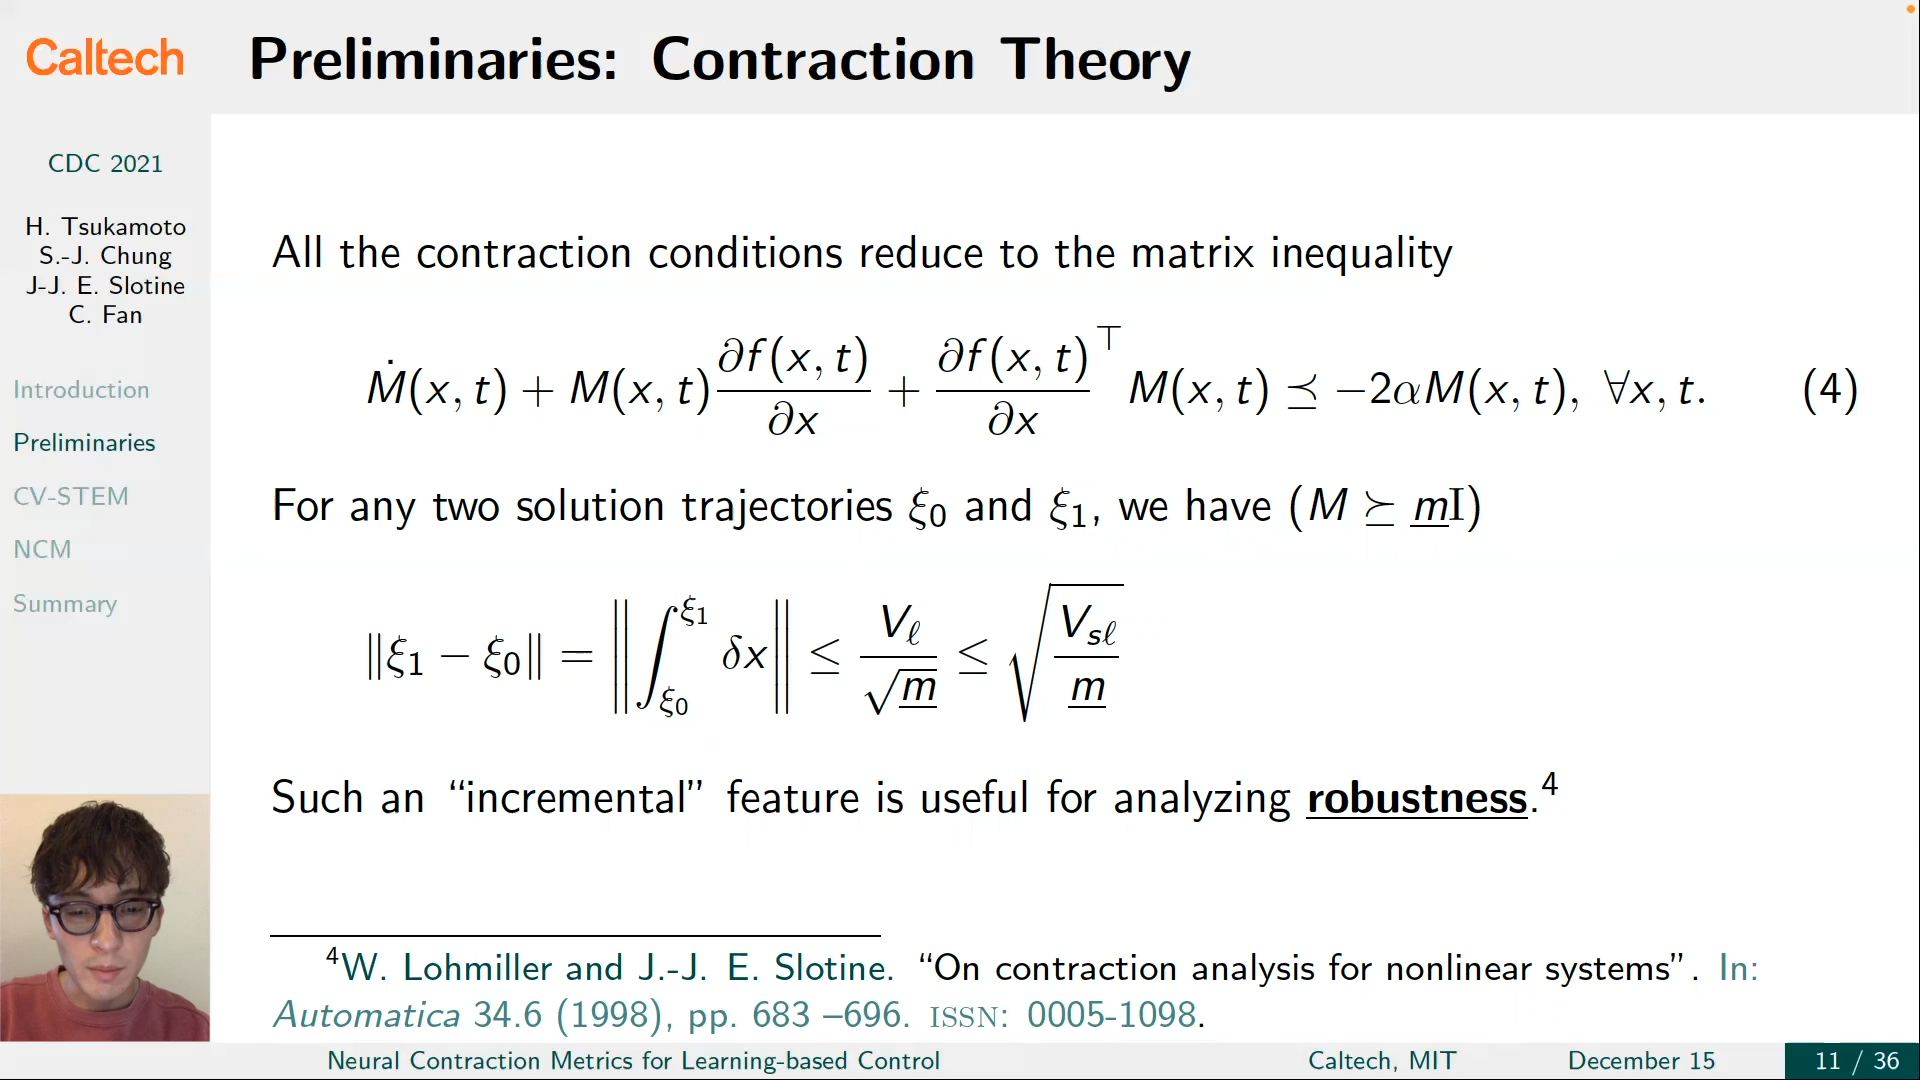 Caltech
Preliminaries: Contraction Theory
CDC 2021
H. Tsukamoto
S.-J. Chung
J-J. E. Slotine
C. Fan
Introduction
Preliminaries
CV-STEM
NCM
Summary
All the contraction conditions reduce to the matrix inequality
Ṁ(x, t) + M(x, t) ∂f(x, t)/∂x + ∂f(x, t)/∂x ⊤ M(x, t) ⪯ −2αM(x, t), ∀x, t. (4)
For any two solution trajectories ξ₀ and ξ₁, we have (M ⪰ m̲I)
‖ξ₁ − ξ₀‖ = ‖∫_{ξ₀}^{ξ₁} δx‖ ≤ V_ℓ/√m̲ ≤ √(V_{sℓ}/m̲)
Such an “incremental” feature is useful for analyzing robustness.⁴
⁴W. Lohmiller and J.-J. E. Slotine. “On contraction analysis for nonlinear systems”. In:
Automatica 34.6 (1998), pp. 683 –696. ISSN: 0005-1098.
Neural Contraction Metrics for Learning-based Control Caltech, MIT December 15 11 / 36